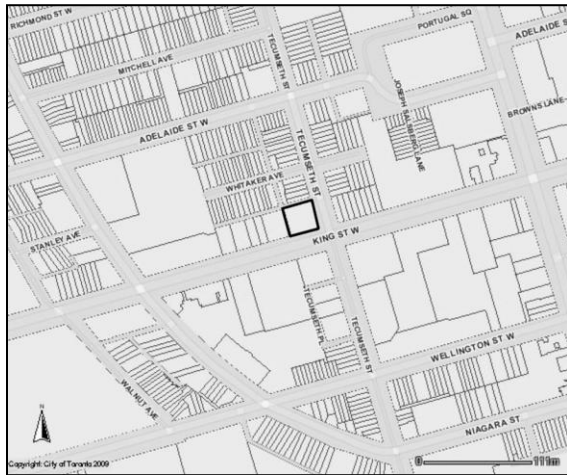 RICHMOND ST W
MITCHELL AVE
TECUMSETH ST
PORTUGAL SQ
ADELAIDE ST W
ADELAIDE ST W
TECUMSETH ST
JOSEPH SALSBERG LANE
BROWNS LANE
WHITAKER AVE
STANLEY AVE
KING ST W
TECUMSETH PL
TECUMSETH ST
WELLINGTON ST W
WALNUT AVE
NIAGARA ST
N
Copyright: City of Toronto 2009
0 111m